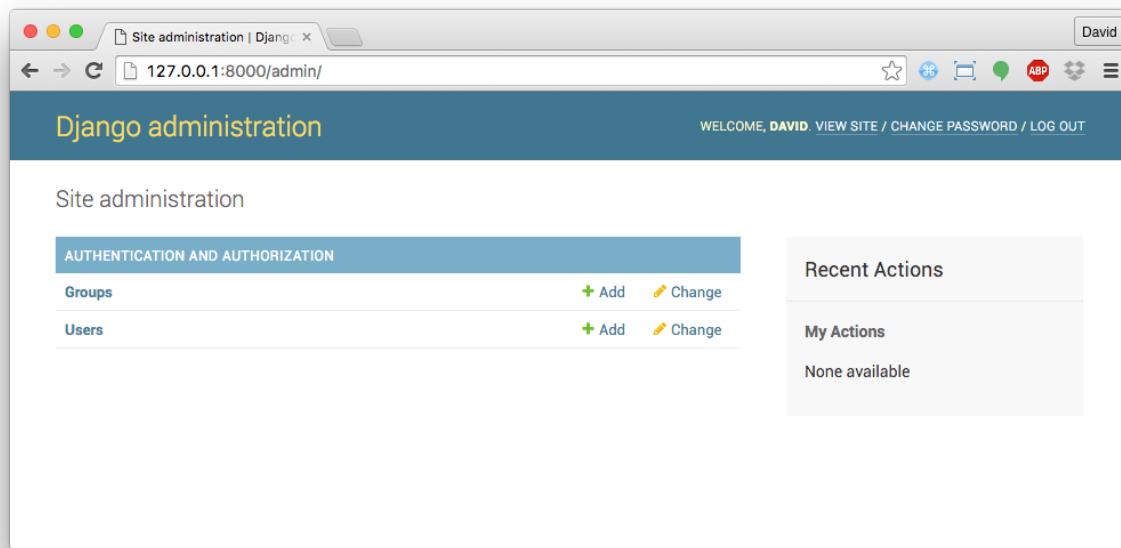 Site administration | Djang
David
127.0.0.1:8000/admin/
ABP
Django administration
WELCOME, DAVID. VIEW SITE / CHANGE PASSWORD / LOG OUT
Site administration
AUTHENTICATION AND AUTHORIZATION
Groups Add Change
Users Add Change
Recent Actions
My Actions
None available